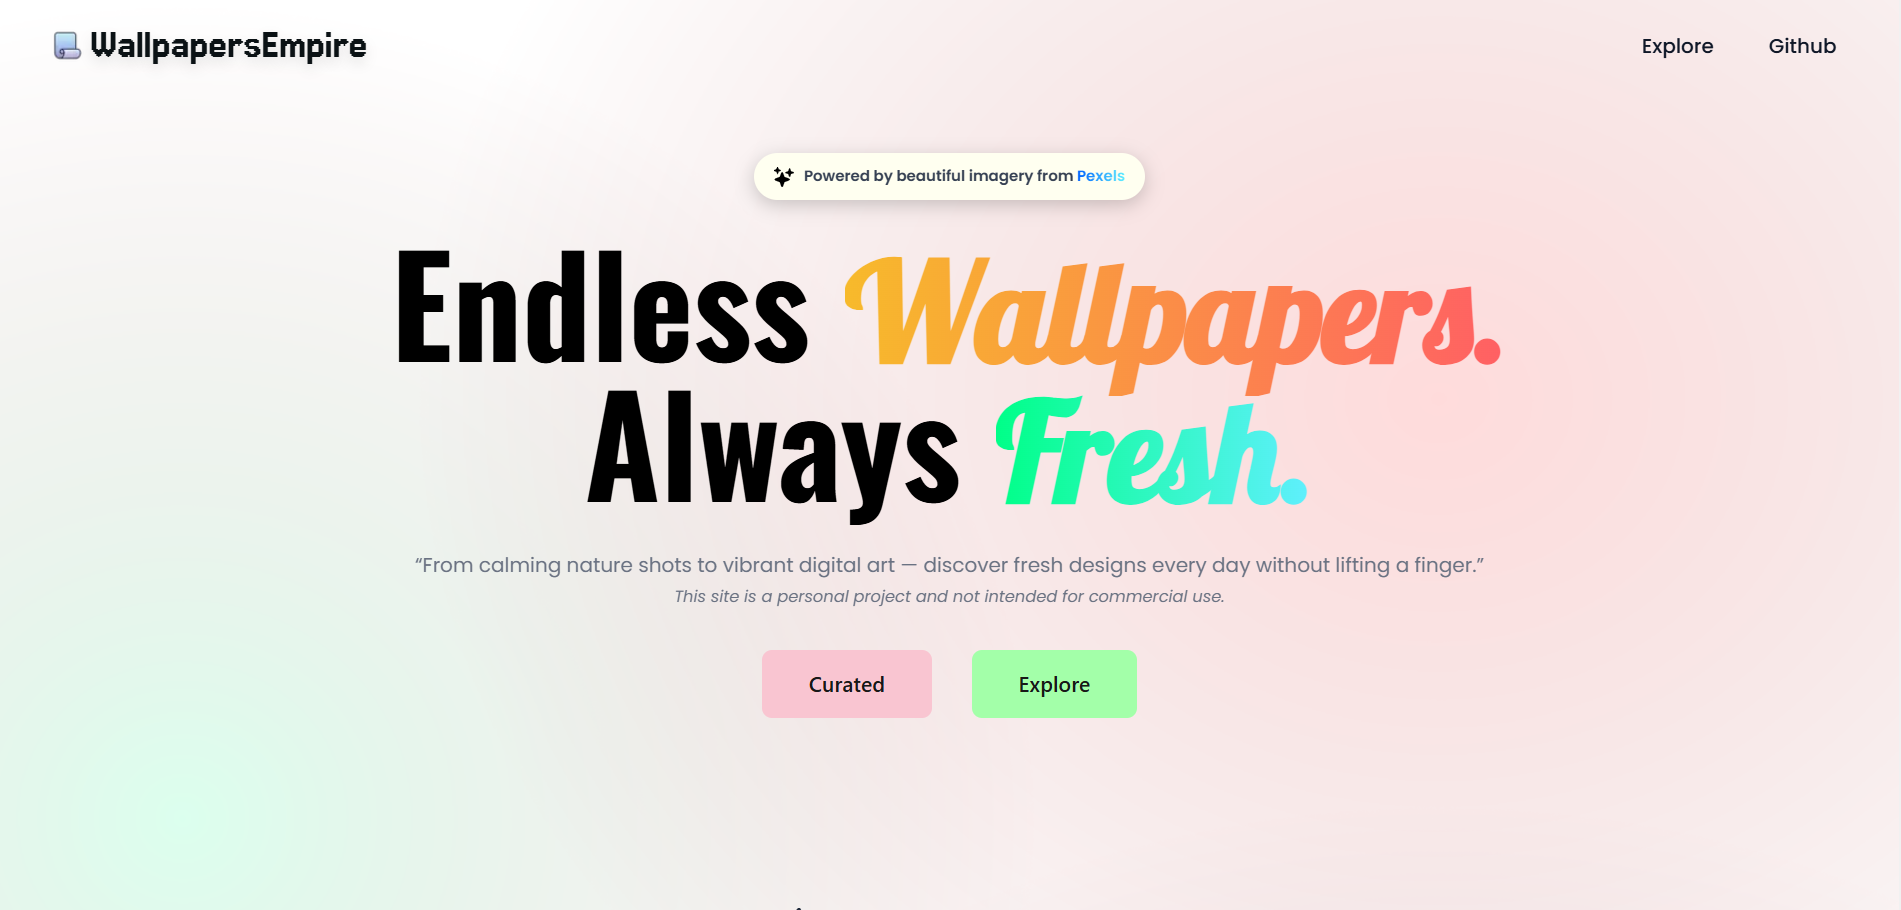 WallpapersEmpire
Explore
Github
Powered by beautiful imagery from Pexels
Endless Wallpapers.
Always Fresh.
“From calming nature shots to vibrant digital art — discover fresh designs every day without lifting a finger.”
This site is a personal project and not intended for commercial use.
Curated
Explore